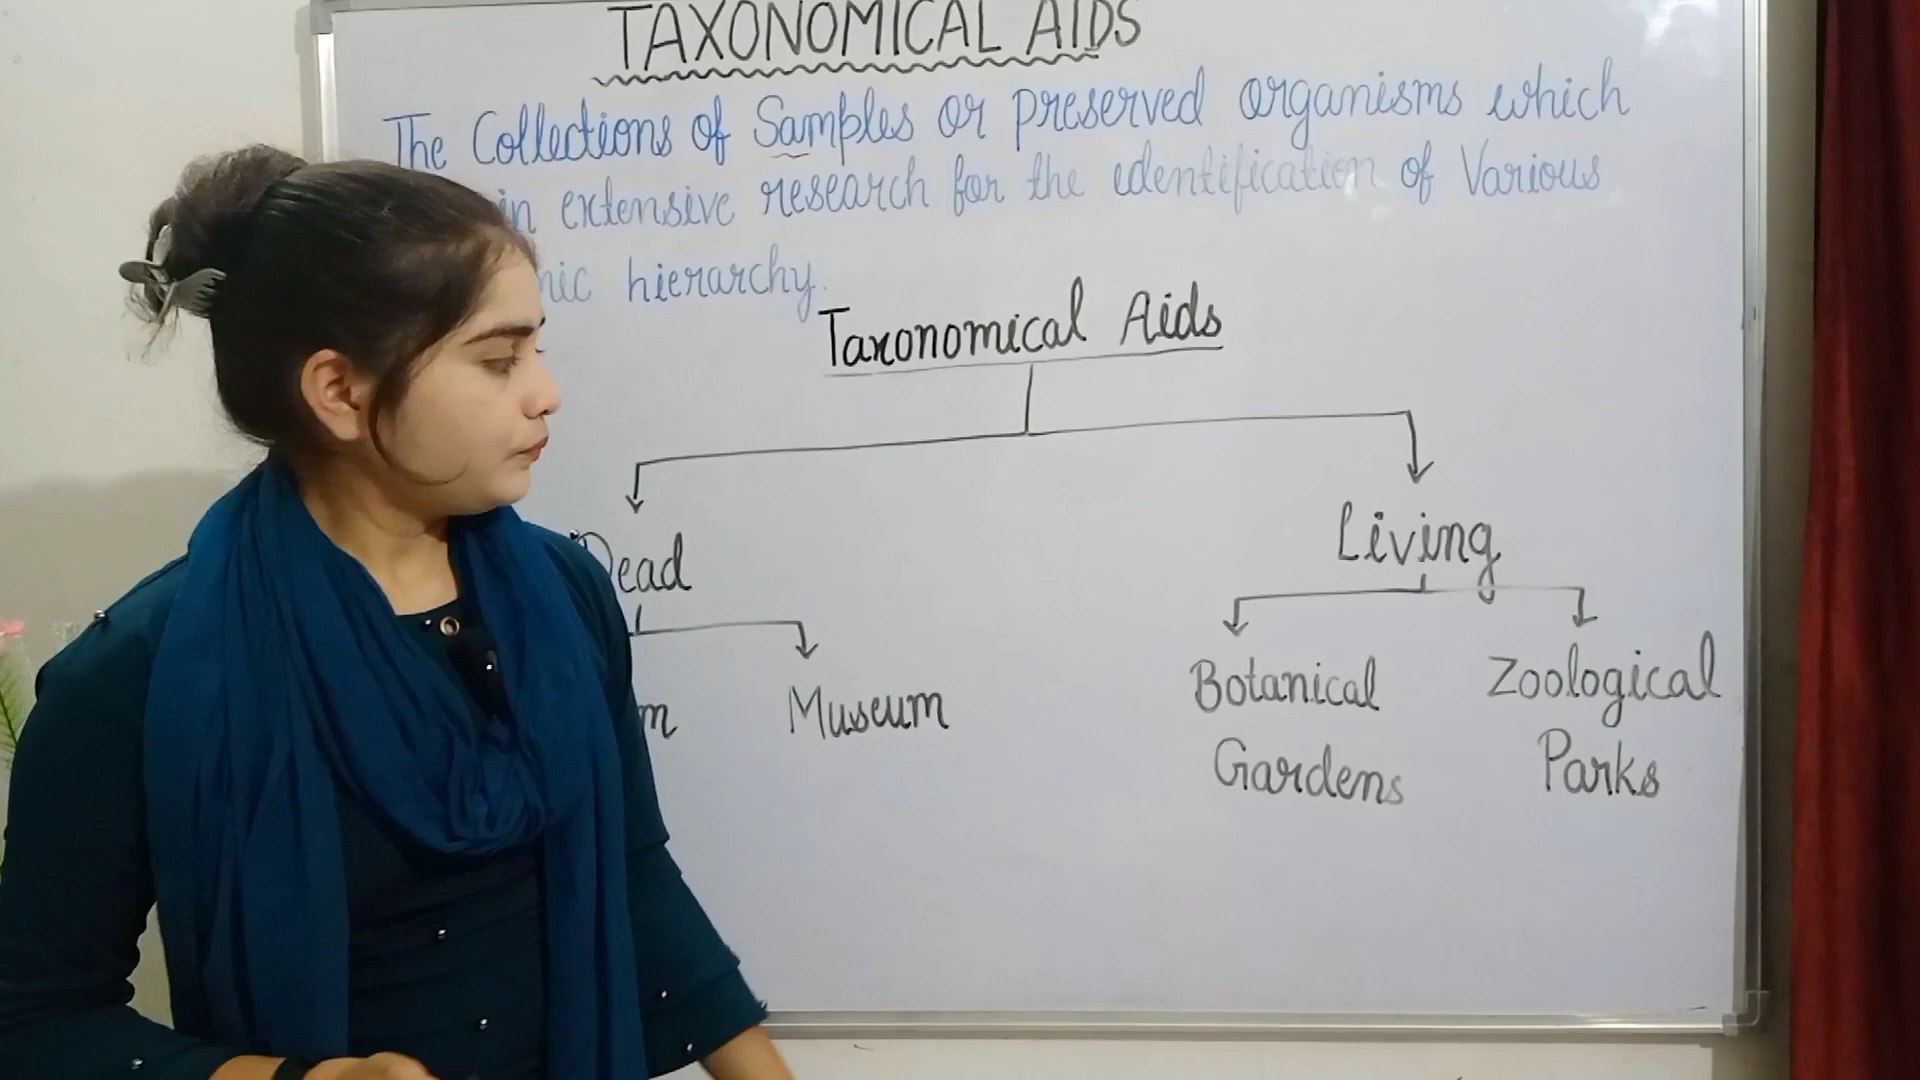 TAXONOMICAL AIDS
The Collections of Samples or preserved organisms which
in extensive research for the identification of Various
hierarchy.
Taxonomical Aids
Dead
Living
Museum
Botanical Gardens
Zoological Parks